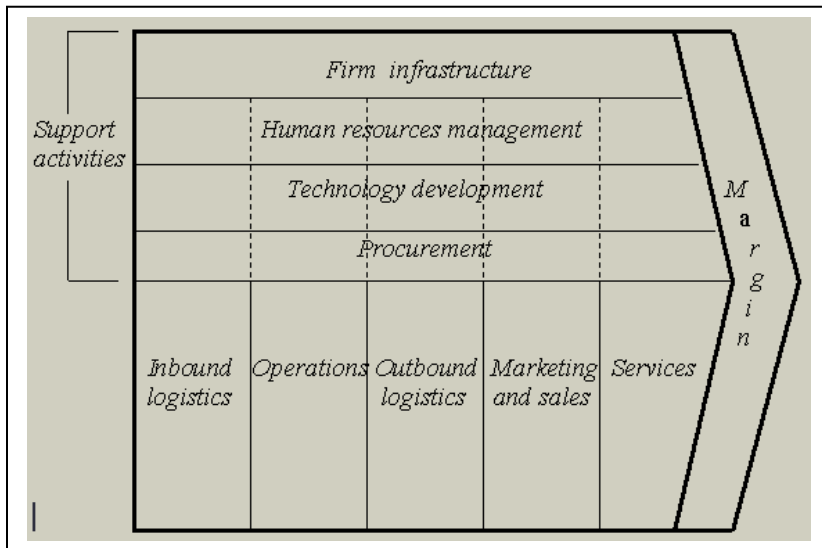 Firm infrastructure
Support
activities
Human resources management
Technology development
Procurement
Margin
Inbound
logistics
Operations
Outbound
logistics
Marketing
and sales
Services